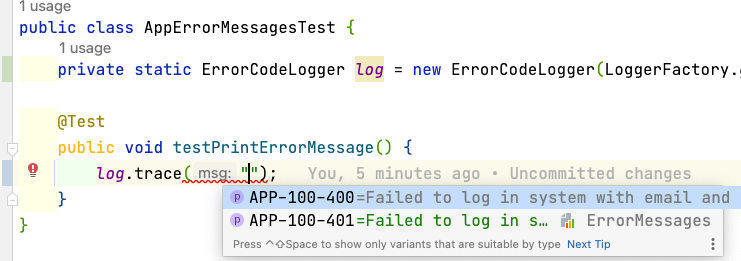 1 usage
public class AppErrorMessagesTest {
1 usage
private static ErrorCodeLogger log = new ErrorCodeLogger(LoggerFactory.
@Test
public void testPrintErrorMessage() {
log.trace( msg: ""); You, 5 minutes ago • Uncommitted changes
}
APP-100-400=Failed to log in system with email and
}
APP-100-401=Failed to log in s... ErrorMessages
Press ^⇧Space to show only variants that are suitable by type Next Tip